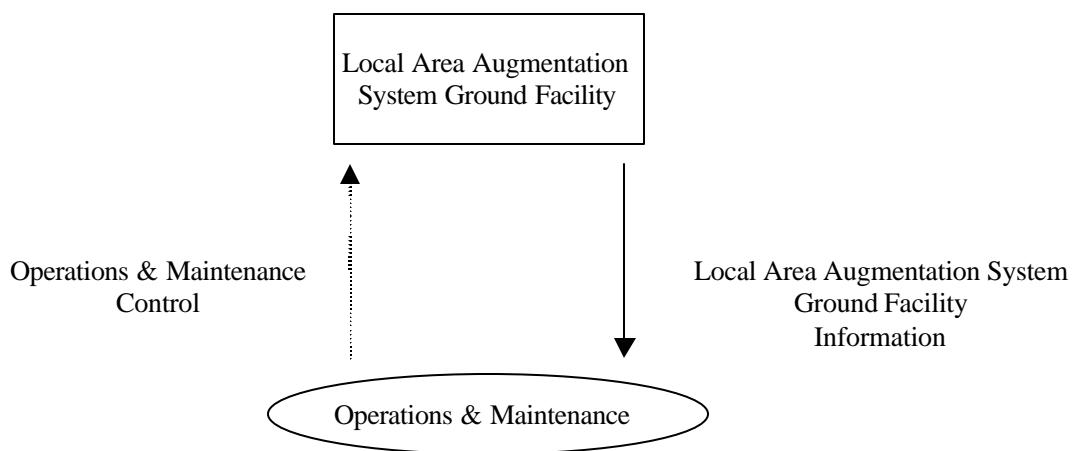 Local Area Augmentation
System Ground Facility
Operations & Maintenance
Control
Local Area Augmentation System
Ground Facility
Information
Operations & Maintenance